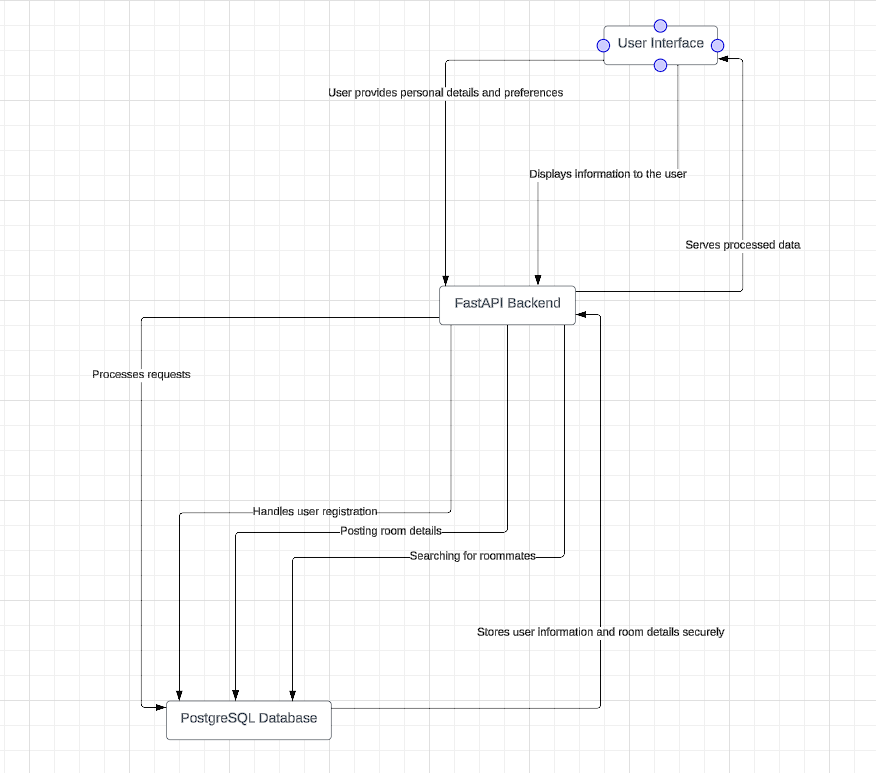 User Interface
User provides personal details and preferences
Displays information to the user
Serves processed data
FastAPI Backend
Processes requests
Handles user registration
Posting room details
Searching for roommates
Stores user information and room details securely
PostgreSQL Database